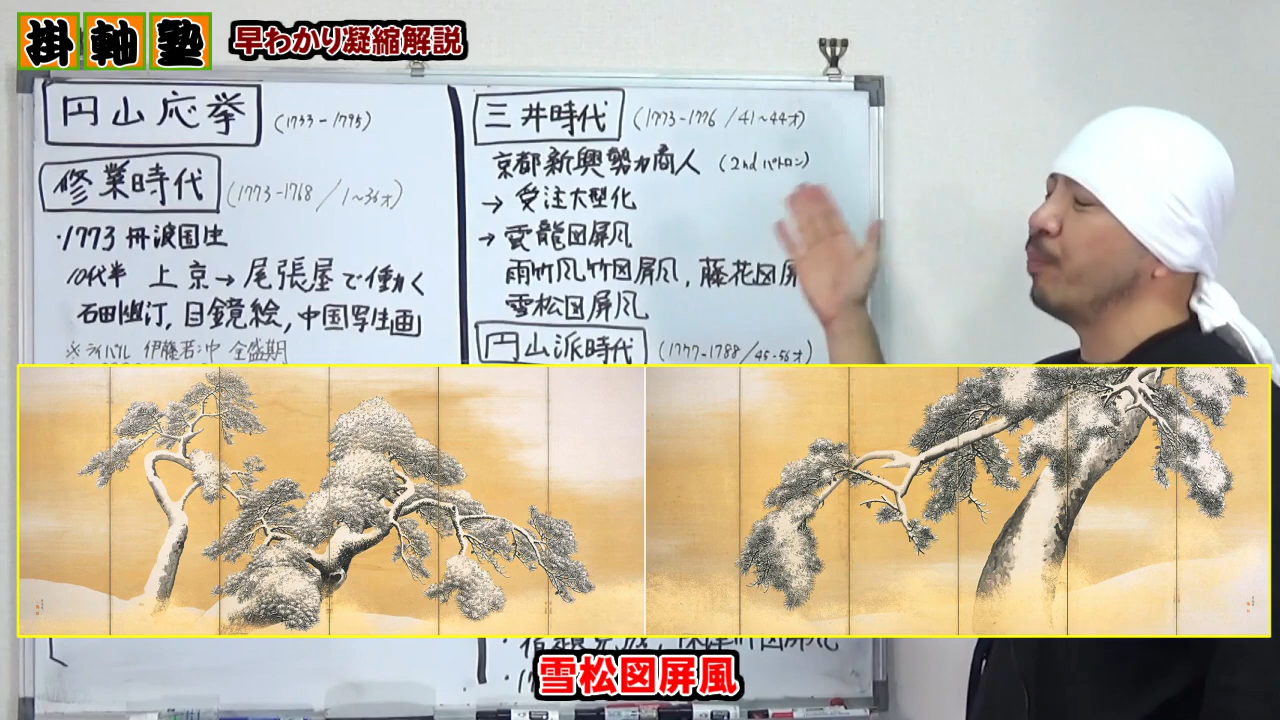 掛軸塾
早わかり凝縮解説
円山応挙 (1733-1795)
修業時代 (1773-1768/1~36才)
・1773 丹波国生
10代半 上京→尾張屋で働く
石田幽汀,目鏡絵,中国写生画
※ライバル 伊藤若冲 全盛期
三井時代 (1773-1776/41~44才)
京都新興勢力商人 (2ndパトロン)
→ 受注大型化
→ 雲龍図屏風
雨竹風竹図屏風,藤花図屏
雪松図屏風
円山派時代 (1777-1788/45-56才)
雪松図屏風